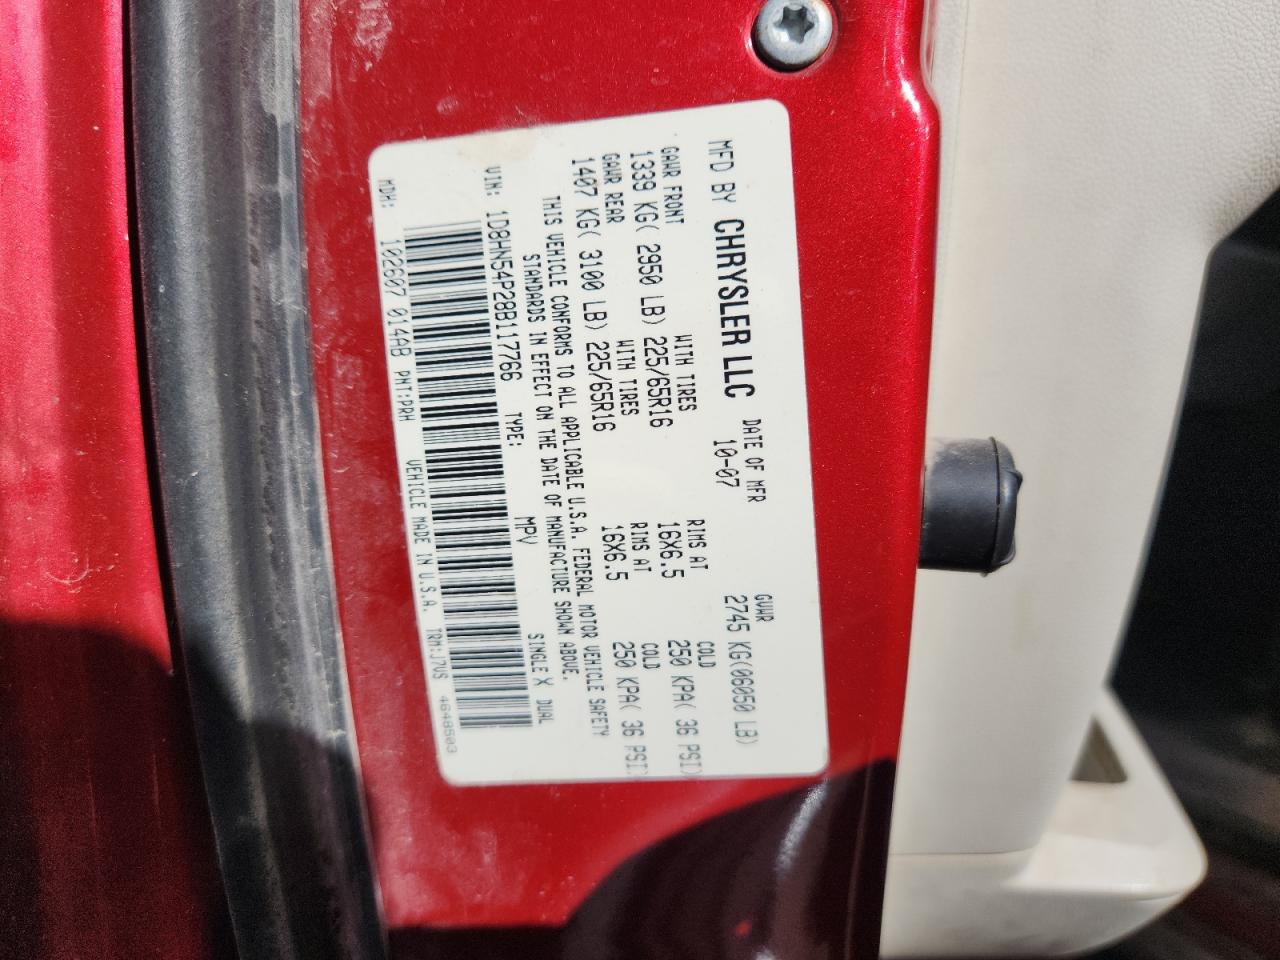 MFD BY CHRYSLER LLC
DATE OF MFR
10-07
GVWR
2745 KG(06050 LB)
GAWR FRONT WITH TIRES RIMS AT COLD
1339 KG( 2950 LB) 225/65R16 16X6.5 250 KPA( 36 PSI)
GAWR REAR WITH TIRES RIMS AT COLD
1407 KG( 3100 LB) 225/65R16 16X6.5 250 KPA( 36 PSI)
THIS VEHICLE CONFORMS TO ALL APPLICABLE U.S.A. FEDERAL MOTOR VEHICLE SAFETY
STANDARDS IN EFFECT ON THE DATE OF MANUFACTURE SHOWN ABOVE.
VIN: 1D8HN54P28B117766 TYPE: MPV SINGLE X DUAL
MDH: 102607 014AB PNT:PRH VEHICLE MADE IN U.S.A. TRM:J7VS 4648503